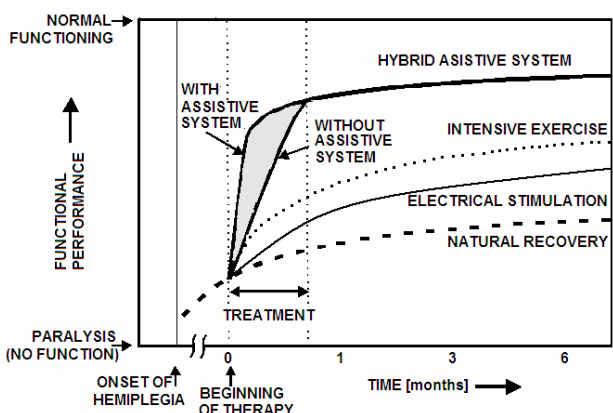 NORMAL
FUNCTIONING
HYBRID ASISTIVE SYSTEM
WITH
ASSISTIVE
SYSTEM
WITHOUT
ASSISTIVE
SYSTEM
INTENSIVE EXERCISE
FUNCTIONAL
PERFORMANCE
ELECTRICAL STIMULATION
NATURAL RECOVERY
TREATMENT
PARALYSIS
(NO FUNCTION)
0 1 3 6
ONSET OF
HEMIPLEGIA
BEGINNING
OF THERAPY
TIME [months]